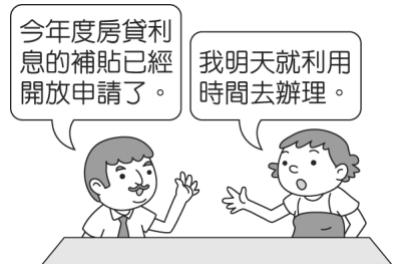 今年度房貸利
息的補貼已經
開放申請了。
我明天就利用
時間去辦理。